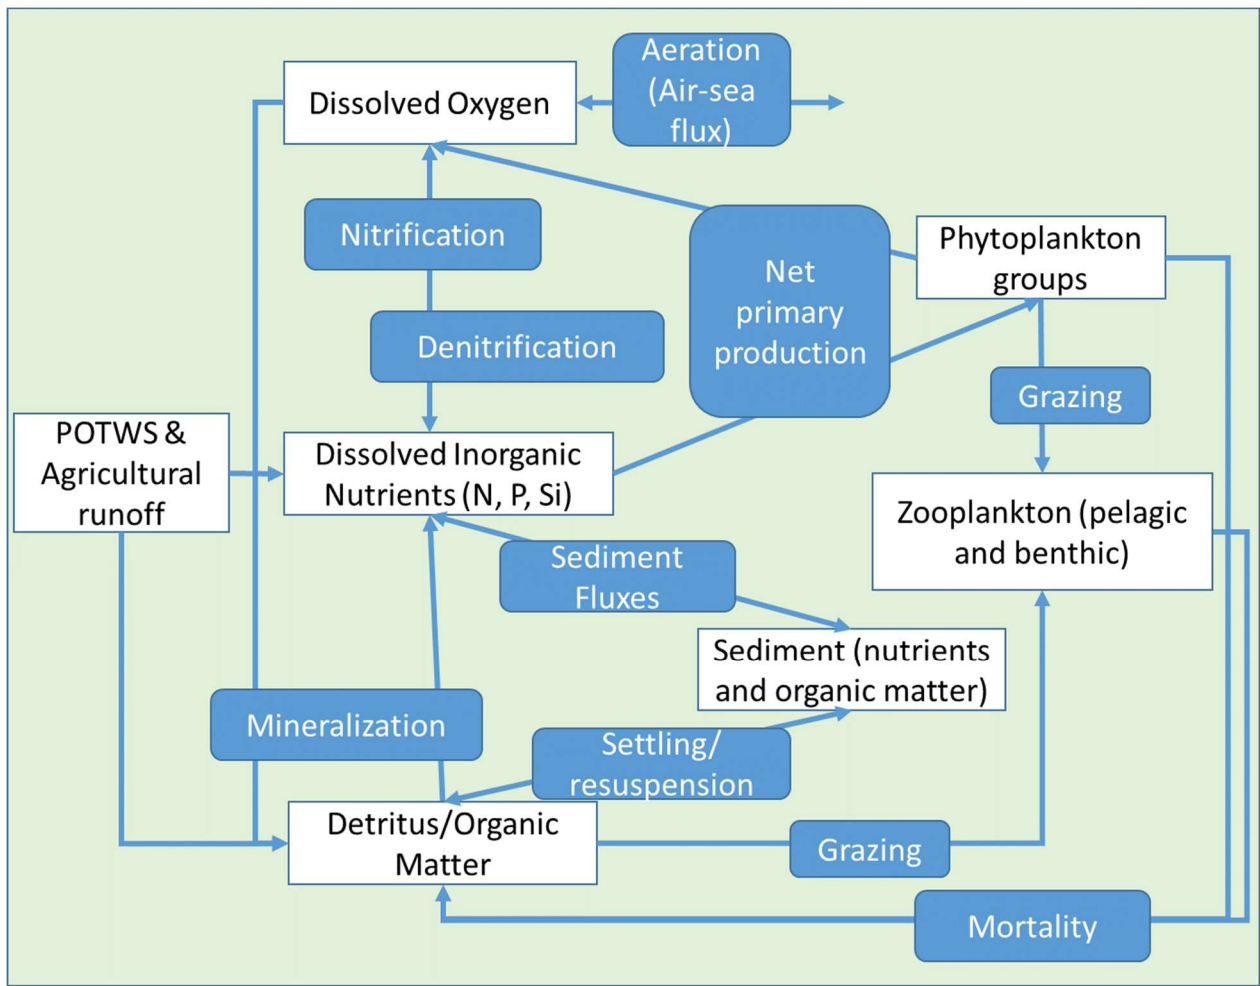 Aeration
(Air-sea
flux)
Dissolved Oxygen
Nitrification
Phytoplankton
groups
Net
primary
production
Denitrification
Grazing
POTWS &
Agricultural
runoff
Dissolved Inorganic
Nutrients (N, P, Si)
Zooplankton (pelagic
and benthic)
Sediment
Fluxes
Sediment (nutrients
and organic matter)
Mineralization
Settling/
resuspension
Detritus/Organic
Matter
Grazing
Mortality